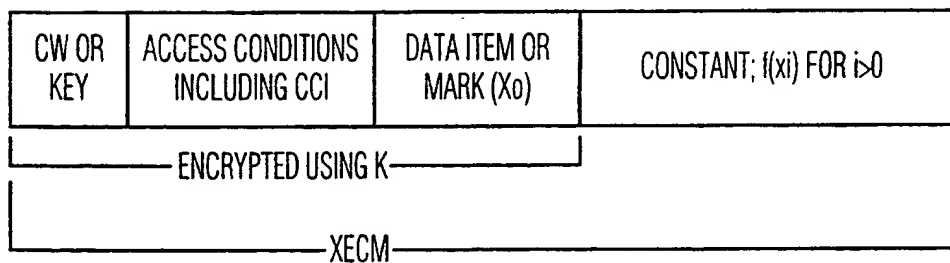 CW OR
KEY
ACCESS CONDITIONS
INCLUDING CCI
DATA ITEM OR
MARK (Xo)
CONSTANT; f(xi) FOR i>0
ENCRYPTED USING K
XECM